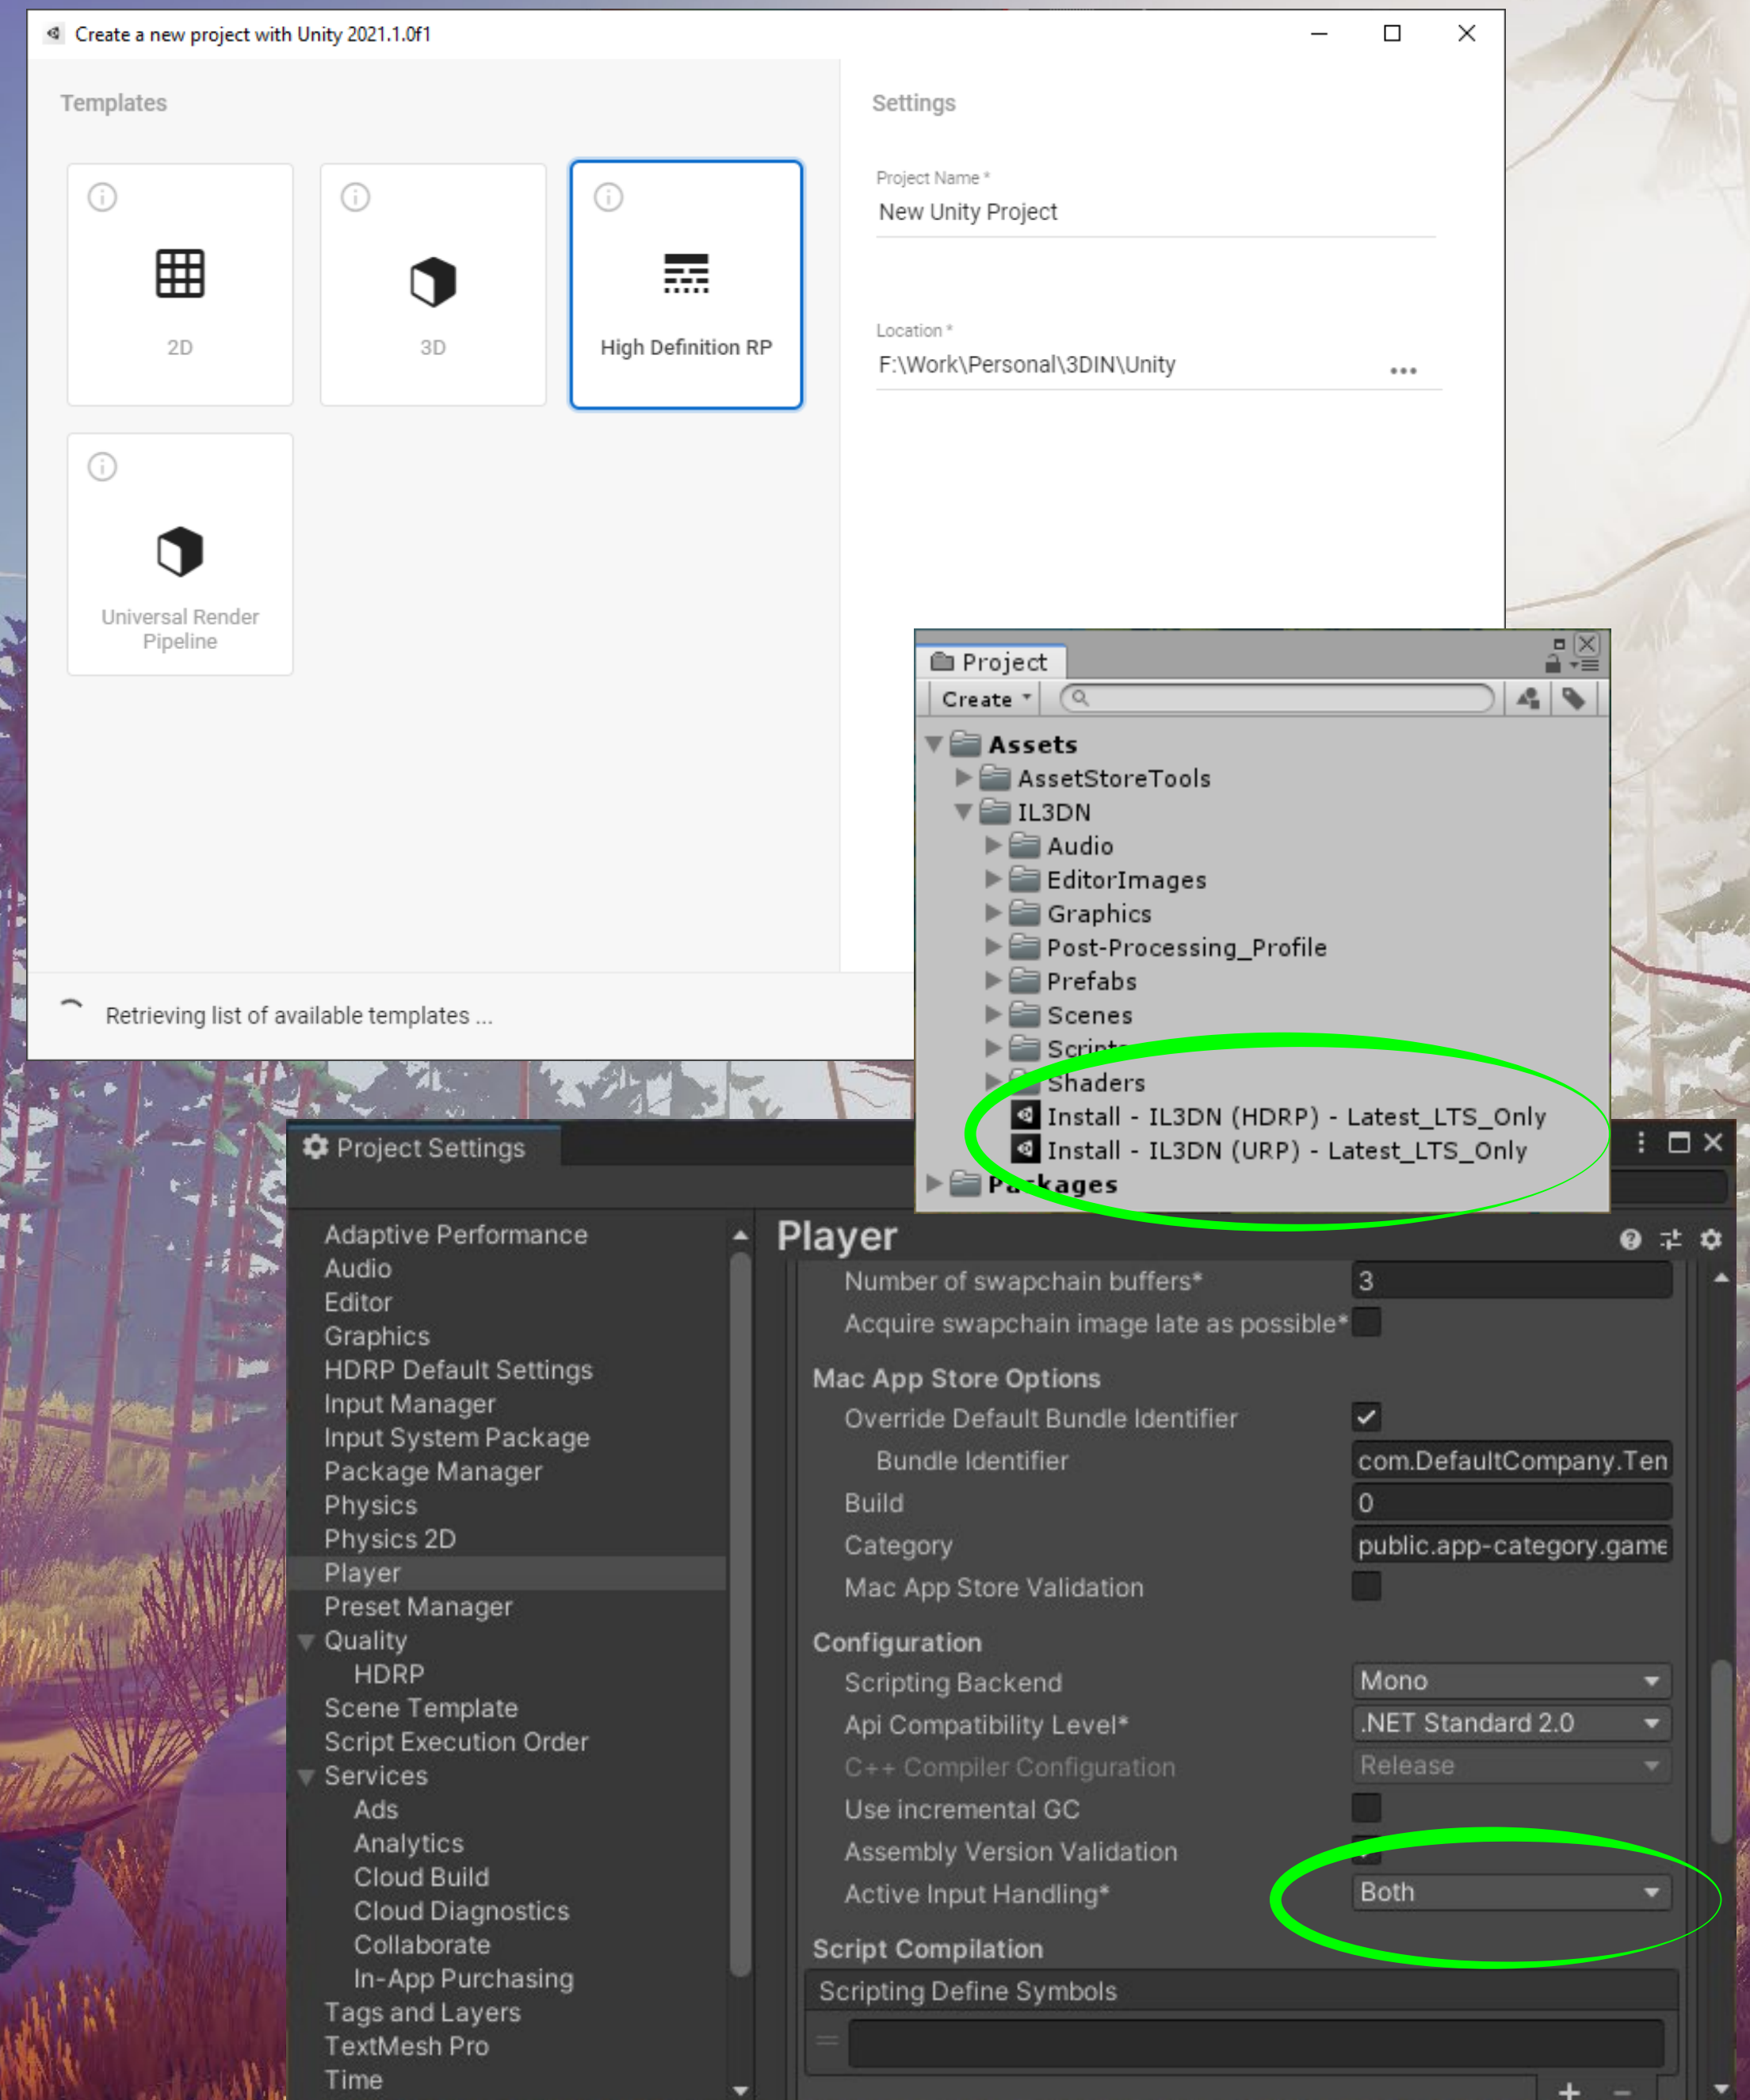 Create a new project with Unity 2021.1.0f1
Templates
2D
3D
High Definition RP
Universal Render
Pipeline
Settings
Project Name *
New Unity Project
Location *
F:\Work\Personal\3DIN\Unity
...
Retrieving list of available templates ...
Project
Create
Assets
AssetStoreTools
IL3DN
Audio
EditorImages
Graphics
Post-Processing_Profile
Prefabs
Scenes
Scripts
Shaders
Install - IL3DN (HDRP) - Latest_LTS_Only
Install - IL3DN (URP) - Latest_LTS_Only
Packages
Project Settings
Adaptive Performance
Audio
Editor
Graphics
HDRP Default Settings
Input Manager
Input System Package
Package Manager
Physics
Physics 2D
Player
Preset Manager
Quality
HDRP
Scene Template
Script Execution Order
Services
Ads
Analytics
Cloud Build
Cloud Diagnostics
Collaborate
In-App Purchasing
Tags and Layers
TextMesh Pro
Time
Player
Number of swapchain buffers* 3
Acquire swapchain image late as possible*
Mac App Store Options
Override Default Bundle Identifier
Bundle Identifier com.DefaultCompany.Ten
Build 0
Category public.app-category.game
Mac App Store Validation
Configuration
Scripting Backend Mono
Api Compatibility Level* .NET Standard 2.0
C++ Compiler Configuration Release
Use incremental GC
Assembly Version Validation
Active Input Handling* Both
Script Compilation
Scripting Define Symbols